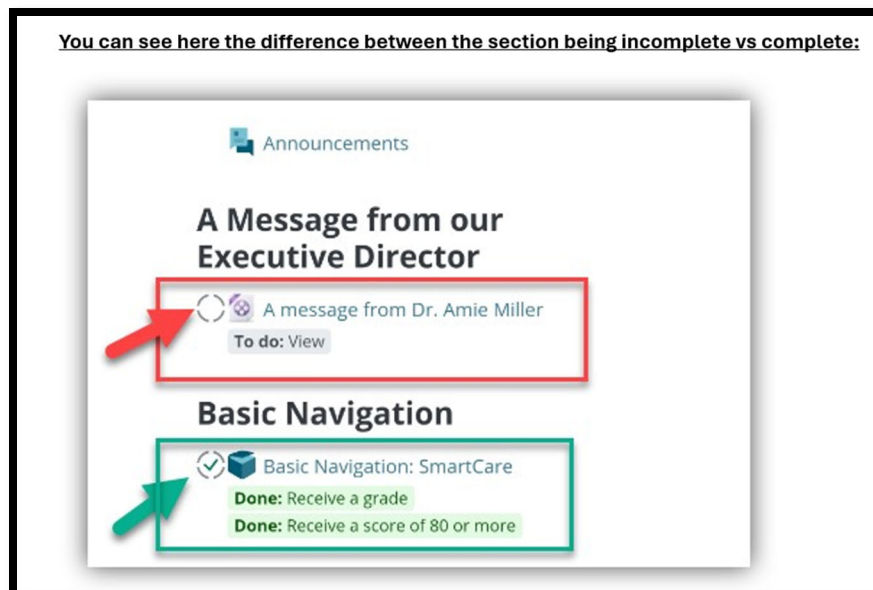 You can see here the difference between the section being incomplete vs complete:
Announcements
A Message from our
Executive Director
A message from Dr. Amie Miller
To do: View
Basic Navigation
Basic Navigation: SmartCare
Done: Receive a grade
Done: Receive a score of 80 or more